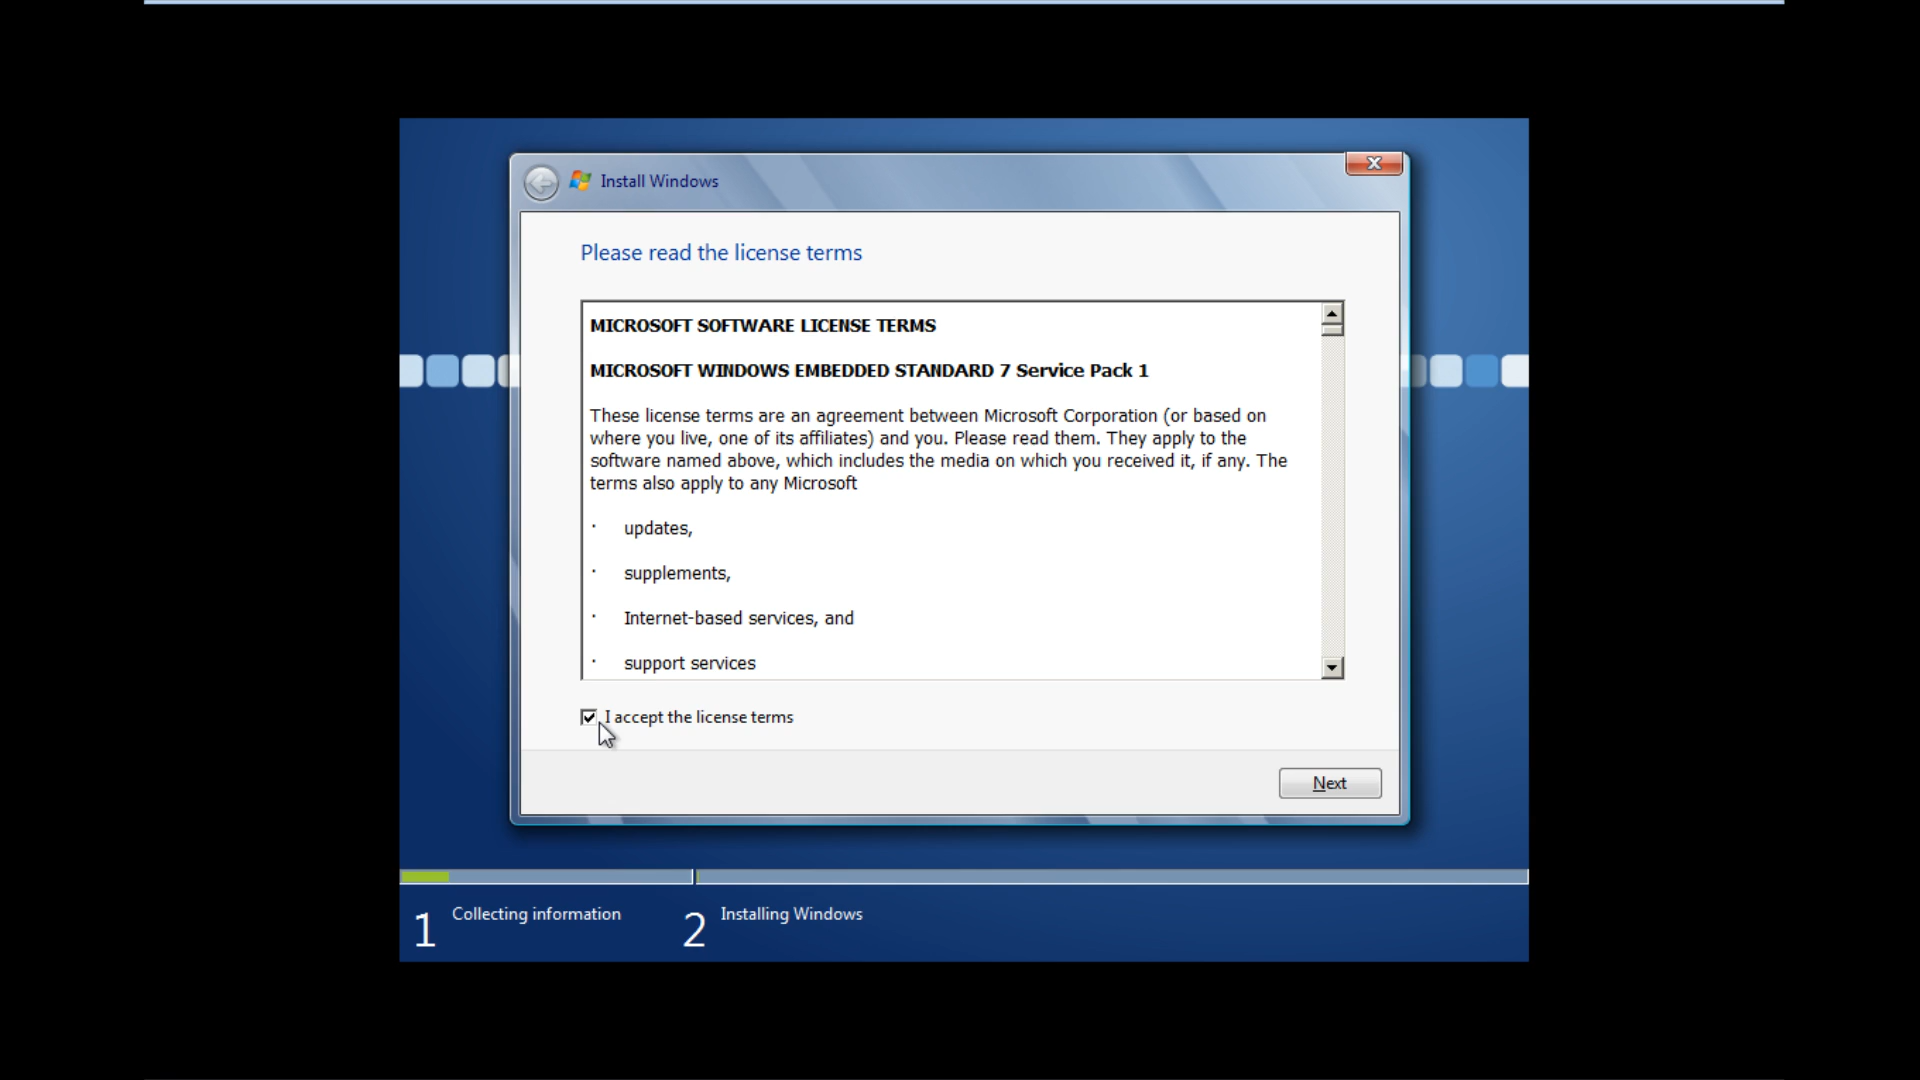 Install Windows
Please read the license terms
MICROSOFT SOFTWARE LICENSE TERMS
MICROSOFT WINDOWS EMBEDDED STANDARD 7 Service Pack 1
These license terms are an agreement between Microsoft Corporation (or based on
where you live, one of its affiliates) and you. Please read them. They apply to the
software named above, which includes the media on which you received it, if any. The
terms also apply to any Microsoft
· updates,
· supplements,
· Internet-based services, and
· support services
I accept the license terms
Next
1 Collecting information
2 Installing Windows